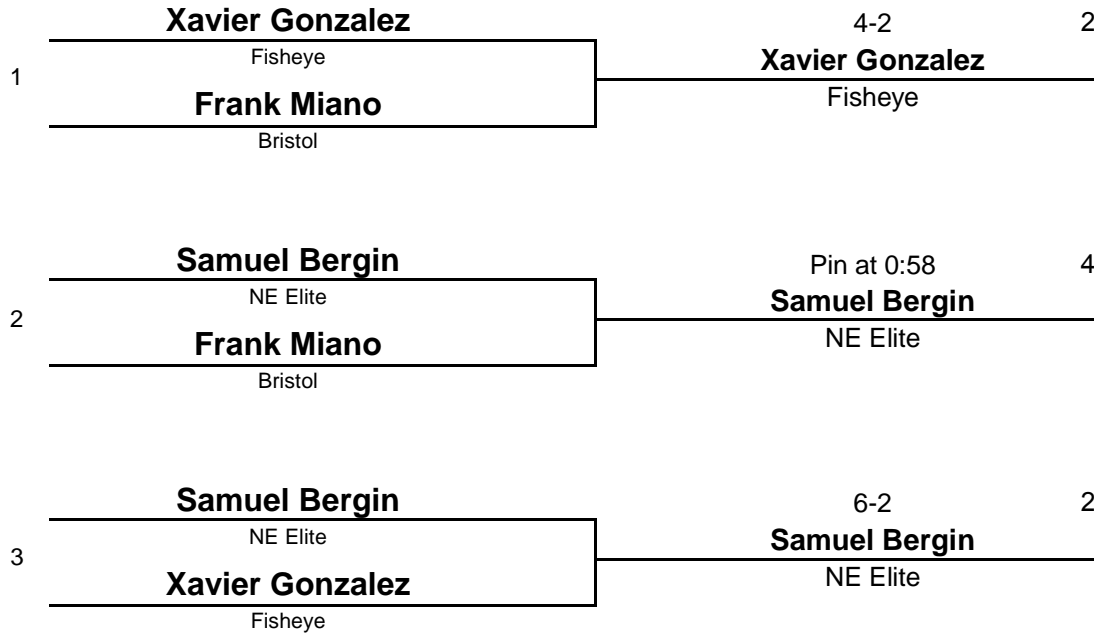 Xavier Gonzalez
Fisheye
1
Frank Miano
Bristol
4-2 2
Xavier Gonzalez
Fisheye
Samuel Bergin
NE Elite
2
Frank Miano
Bristol
Pin at 0:58 4
Samuel Bergin
NE Elite
Samuel Bergin
NE Elite
3
Xavier Gonzalez
Fisheye
6-2 2
Samuel Bergin
NE Elite